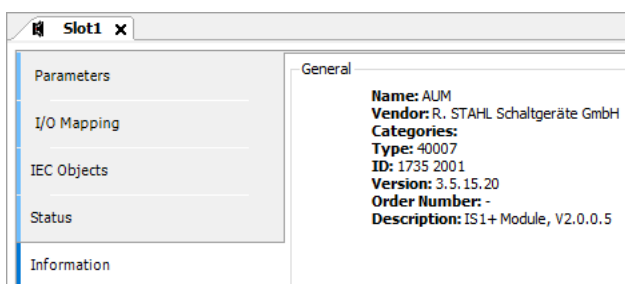 Slot1 x
Parameters
I/O Mapping
IEC Objects
Status
Information
General
Name: AUM
Vendor: R. STAHL Schaltgeräte GmbH
Categories:
Type: 40007
ID: 1735 2001
Version: 3.5.15.20
Order Number: -
Description: IS1+ Module, V2.0.0.5